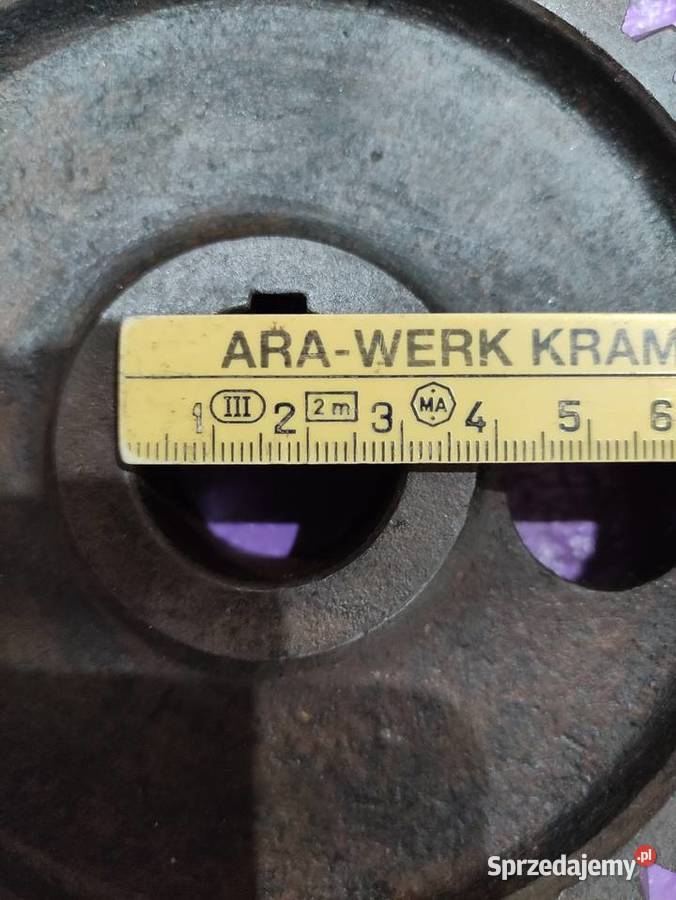 ARA-WERK KRAM
1 III 2 2 m 3 MA 4 5 6
Sprzedajemy.pl